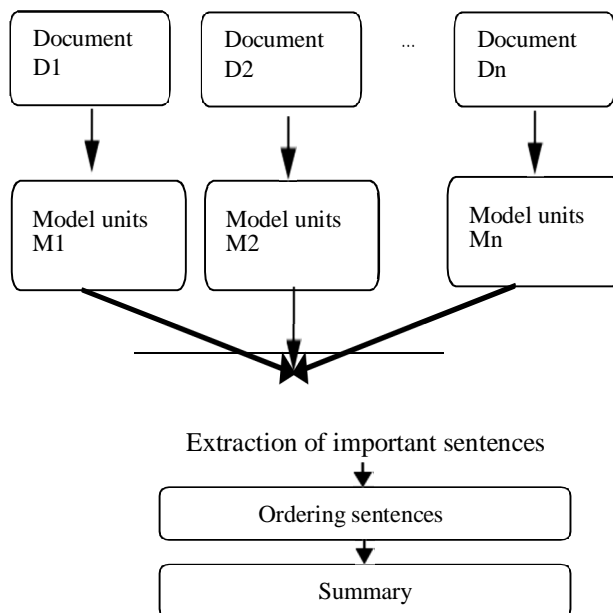 Document
D1
Document
D2
...
Document
Dn
Model units
M1
Model units
M2
Model units
Mn
Extraction of important sentences
Ordering sentences
Summary